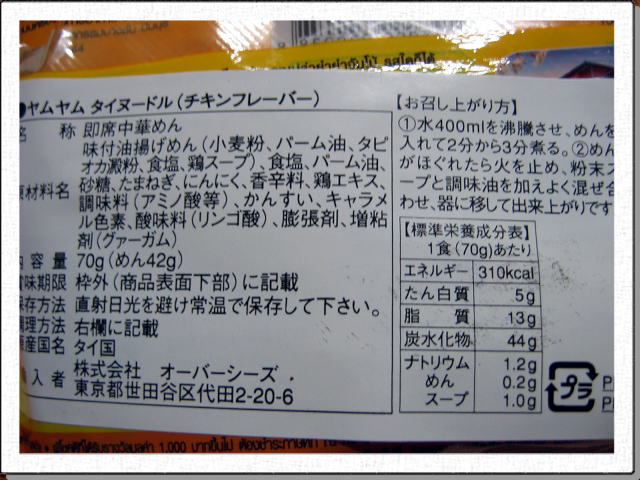 ヤムヤム タイヌードル(チキンフレーバー)
称 即席中華めん
味付油揚げめん(小麦粉、パーム油、タピ
オカ澱粉、食塩、鶏スープ)、食塩、パーム油、
材料名 砂糖、たまねぎ、にんにく、香辛料、鶏エキス、
調味料(アミノ酸等)、かんすい、キャラメ
ル色素、酸味料(リンゴ酸)、膨張剤、増粘
剤(グァーガム)
容量 70g(めん42g)
味期限 枠外(商品表面下部)に記載
存方法 直射日光を避け常温で保存して下さい。
理方法 右欄に記載
産国名 タイ国
入者 株式会社 オーバーシーズ
東京都世田谷区代田2-20-6
【お召し上がり方】
①水400mlを沸騰させ、めんを
入れて2分から3分煮る。②めん
がほぐれたら火を止め、粉末ス
ープと調味油を加えよく混ぜ合
わせ、器に移して出来上がりです
【標準栄養成分表】
1食(70g)あたり
エネルギー 310kcal
たん白質 5g
脂質 13g
炭水化物 44g
ナトリウム 1.2g
めん 0.2g
スープ 1.0g
プラ